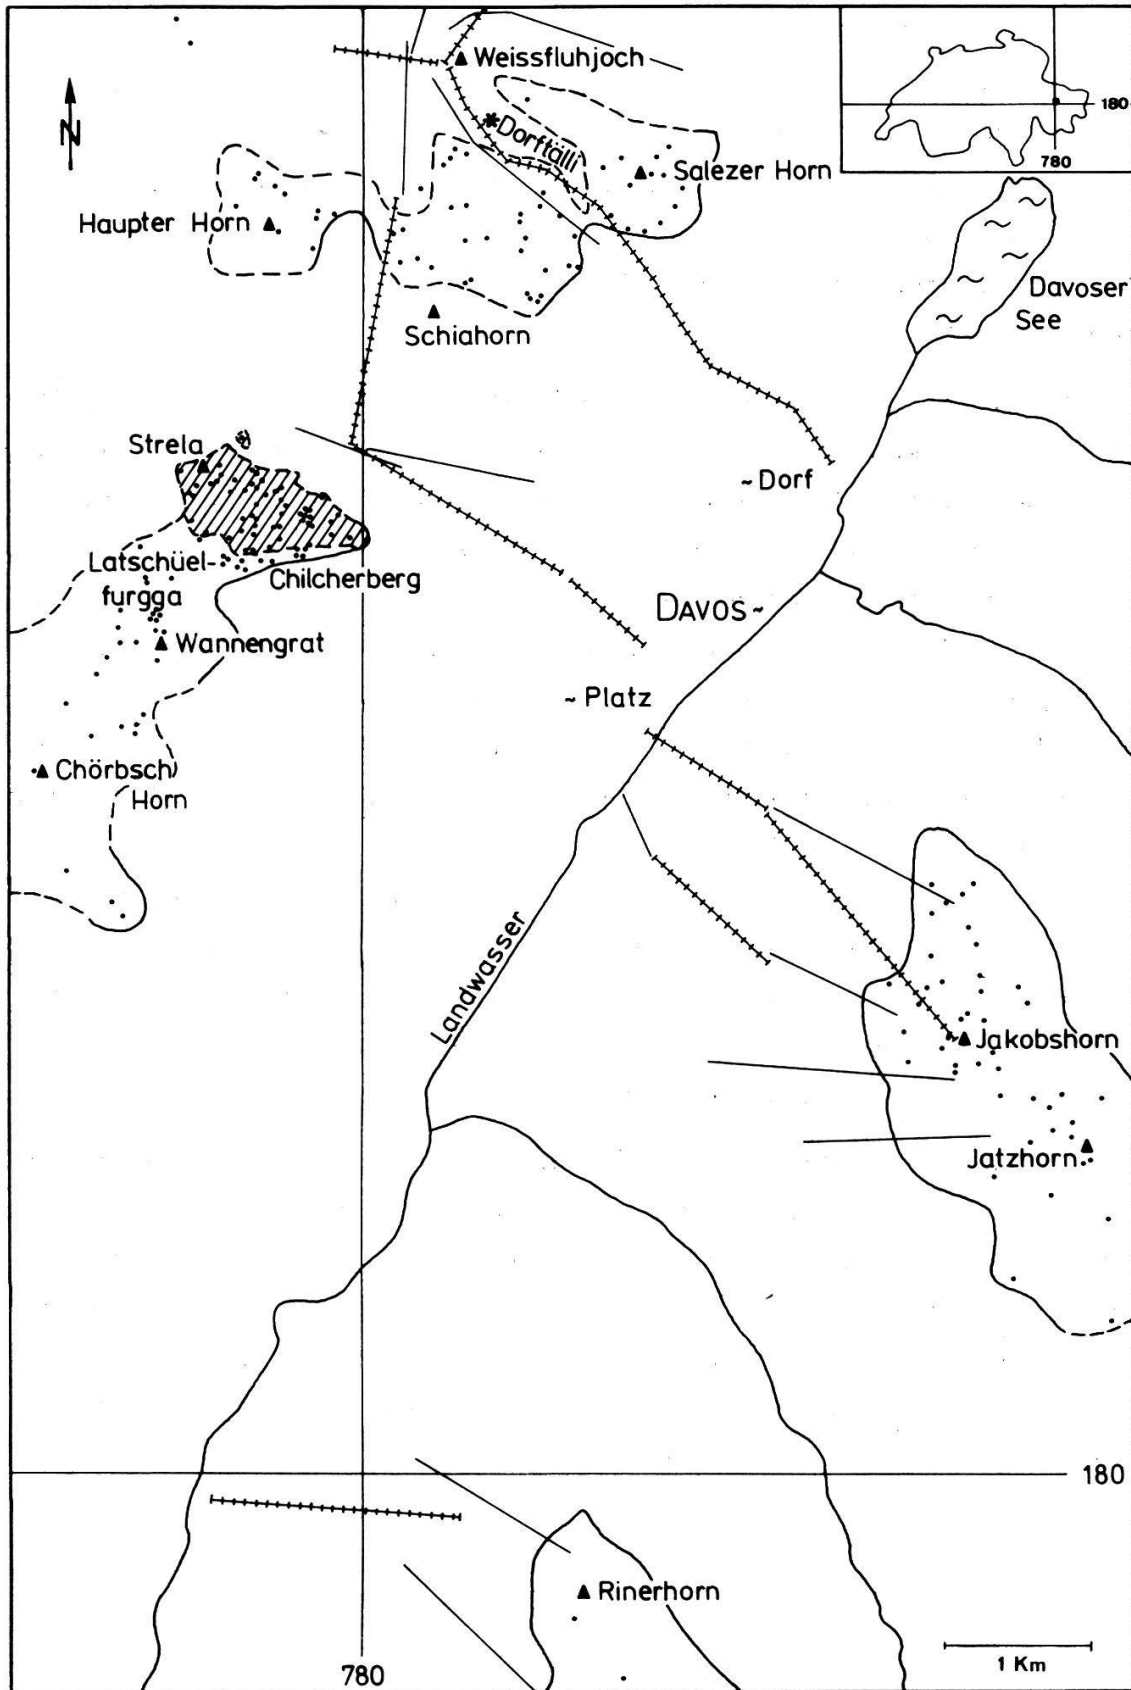 Weissfluhjoch
180
780
N
*Dorftälli
Salezer Horn
Haupter Horn
Davoser
See
Schiahorn
Strela
~Dorf
Latschüel-
furgga
Chilcherberg
DAVOS~
Wannengrat
~Platz
Chörbsch
Horn
Landwasser
Jakobshorn
Jatzhorn
180
Rinerhorn
780
1 Km